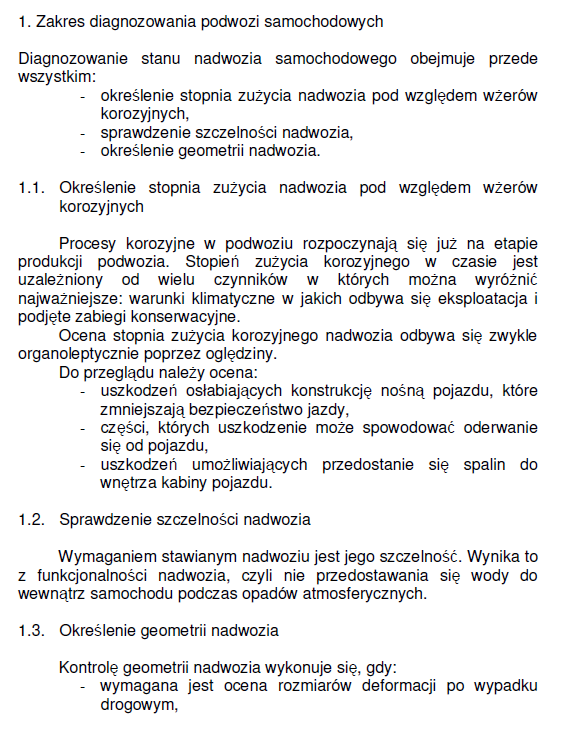 1. Zakres diagnozowania podwozi samochodowych
Diagnozowanie stanu nadwozia samochodowego obejmuje przede
wszystkim:
- określenie stopnia zużycia nadwozia pod względem wżerów
korozyjnych,
- sprawdzenie szczelności nadwozia,
- określenie geometrii nadwozia.
1.1. Określenie stopnia zużycia nadwozia pod względem wżerów
korozyjnych
Procesy korozyjne w podwoziu rozpoczynają się już na etapie
produkcji podwozia. Stopień zużycia korozyjnego w czasie jest
uzależniony od wielu czynników w których można wyróżnić
najważniejsze: warunki klimatyczne w jakich odbywa się eksploatacja i
podjęte zabiegi konserwacyjne.
Ocena stopnia zużycia korozyjnego nadwozia odbywa się zwykle
organoleptycznie poprzez oględziny.
Do przeglądu należy ocena:
- uszkodzeń osłabiających konstrukcję nośną pojazdu, które
zmniejszają bezpieczeństwo jazdy,
- części, których uszkodzenie może spowodować oderwanie
się od pojazdu,
- uszkodzeń umożliwiających przedostanie się spalin do
wnętrza kabiny pojazdu.
1.2. Sprawdzenie szczelności nadwozia
Wymaganiem stawianym nadwoziu jest jego szczelność. Wynika to
z funkcjonalności nadwozia, czyli nie przedostawania się wody do
wewnątrz samochodu podczas opadów atmosferycznych.
1.3. Określenie geometrii nadwozia
Kontrolę geometrii nadwozia wykonuje się, gdy:
- wymagana jest ocena rozmiarów deformacji po wypadku
drogowym,